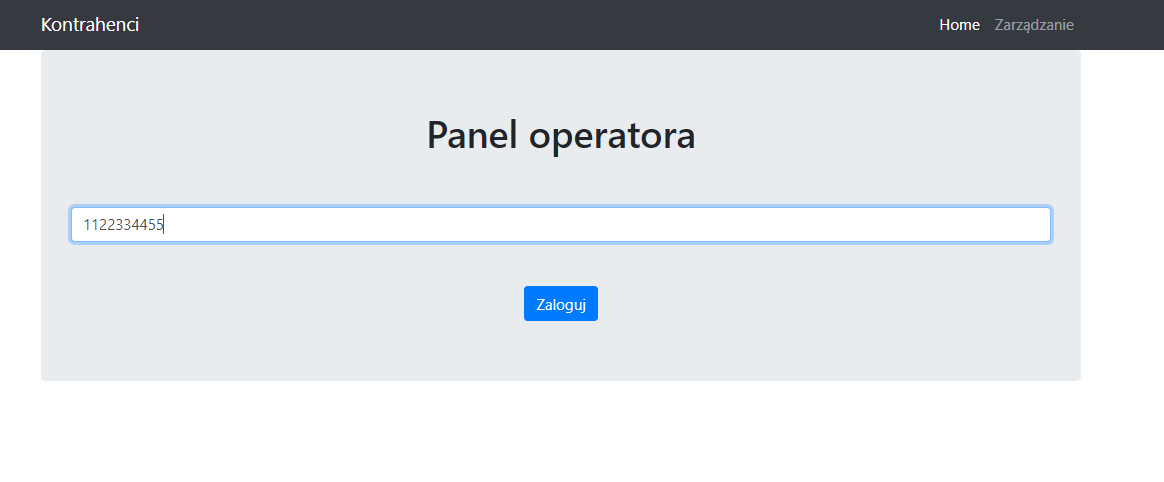 Kontrahenci Home Zarządzanie
Panel operatora
1122334455
Zaloguj